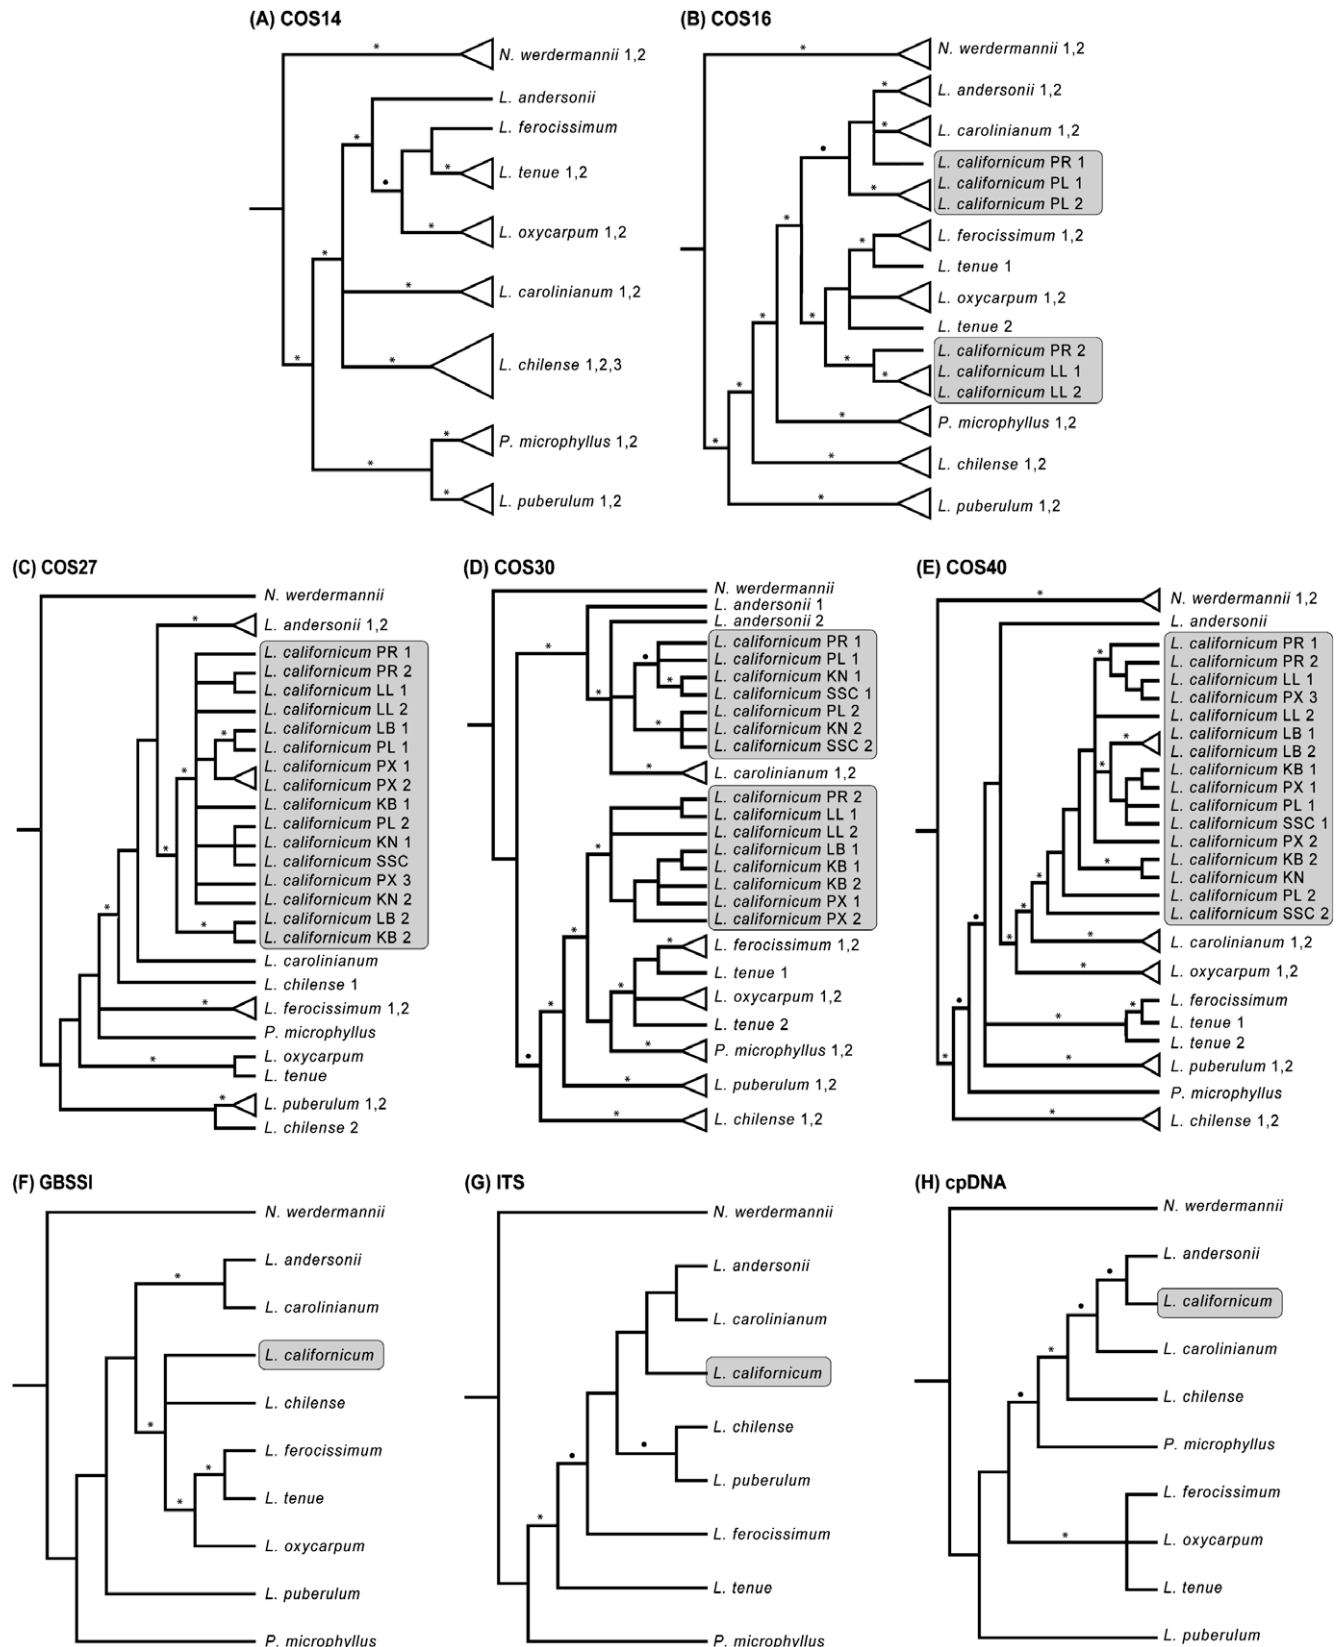 (A) COS14
N. werdermannii 1,2
L. andersonii
L. ferocissimum
L. tenue 1,2
L. oxycarpum 1,2
L. carolinianum 1,2
L. chilense 1,2,3
P. microphyllus 1,2
L. puberulum 1,2
(B) COS16
N. werdermannii 1,2
L. andersonii 1,2
L. carolinianum 1,2
L. californicum PR 1
L. californicum PL 1
L. californicum PL 2
L. ferocissimum 1,2
L. tenue 1
L. oxycarpum 1,2
L. tenue 2
L. californicum PR 2
L. californicum LL 1
L. californicum LL 2
P. microphyllus 1,2
L. chilense 1,2
L. puberulum 1,2
(C) COS27
N. werdermannii
L. andersonii 1,2
L. californicum PR 1
L. californicum PR 2
L. californicum LL 1
L. californicum LL 2
L. californicum LB 1
L. californicum PL 1
L. californicum PX 1
L. californicum PX 2
L. californicum KB 1
L. californicum PL 2
L. californicum KN 1
L. californicum SSC
L. californicum PX 3
L. californicum KN 2
L. californicum LB 2
L. californicum KB 2
L. carolinianum
L. chilense 1
L. ferocissimum 1,2
P. microphyllus
L. oxycarpum
L. tenue
L. puberulum 1,2
L. chilense 2
(D) COS30
N. werdermannii
L. andersonii 1
L. andersonii 2
L. californicum PR 1
L. californicum PL 1
L. californicum KN 1
L. californicum SSC 1
L. californicum PL 2
L. californicum KN 2
L. californicum SSC 2
L. carolinianum 1,2
L. californicum PR 2
L. californicum LL 1
L. californicum LL 2
L. californicum LB 1
L. californicum KB 1
L. californicum KB 2
L. californicum PX 1
L. californicum PX 2
L. ferocissimum 1,2
L. tenue 1
L. oxycarpum 1,2
L. tenue 2
P. microphyllus 1,2
L. puberulum 1,2
L. chilense 1,2
(E) COS40
N. werdermannii 1,2
L. andersonii
L. californicum PR 1
L. californicum PR 2
L. californicum LL 1
L. californicum PX 3
L. californicum LL 2
L. californicum LB 1
L. californicum LB 2
L. californicum KB 1
L. californicum PX 1
L. californicum PL 1
L. californicum SSC 1
L. californicum PX 2
L. californicum KB 2
L. californicum KN
L. californicum PL 2
L. californicum SSC 2
L. carolinianum 1,2
L. oxycarpum 1,2
L. ferocissimum
L. tenue 1
L. tenue 2
L. puberulum 1,2
P. microphyllus
L. chilense 1,2
(F) GBSSI
N. werdermannii
L. andersonii
L. carolinianum
L. californicum
L. chilense
L. ferocissimum
L. tenue
L. oxycarpum
L. puberulum
P. microphyllus
(G) ITS
N. werdermannii
L. andersonii
L. carolinianum
L. californicum
L. chilense
L. puberulum
L. ferocissimum
L. tenue
P. microphyllus
(H) cpDNA
N. werdermannii
L. andersonii
L. californicum
L. carolinianum
L. chilense
P. microphyllus
L. ferocissimum
L. oxycarpum
L. tenue
L. puberulum